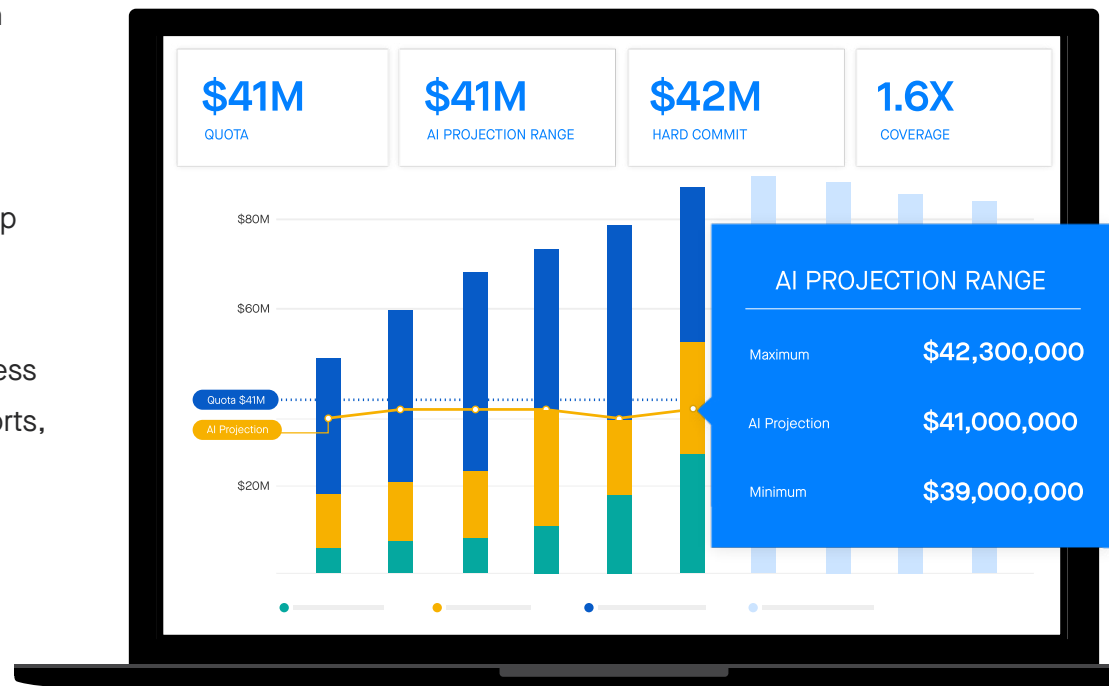 $41M
QUOTA
$41M
AI PROJECTION RANGE
$42M
HARD COMMIT
1.6X
COVERAGE
$80M
$60M
Quota $41M
AI Projection
$20M
AI PROJECTION RANGE
Maximum $42,300,000
AI Projection $41,000,000
Minimum $39,000,000
orts,